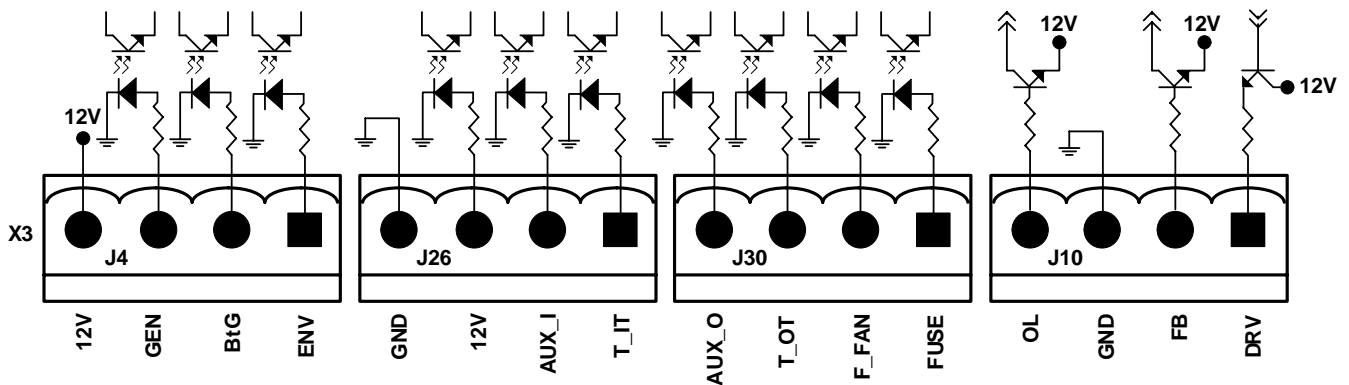 12V
12V
12V
12V
X3
J4
J26
J30
J10
12V
GEN
BtG
ENV
GND
12V
AUX_I
T_IT
AUX_O
T_OT
F_FAN
FUSE
OL
GND
FB
DRV